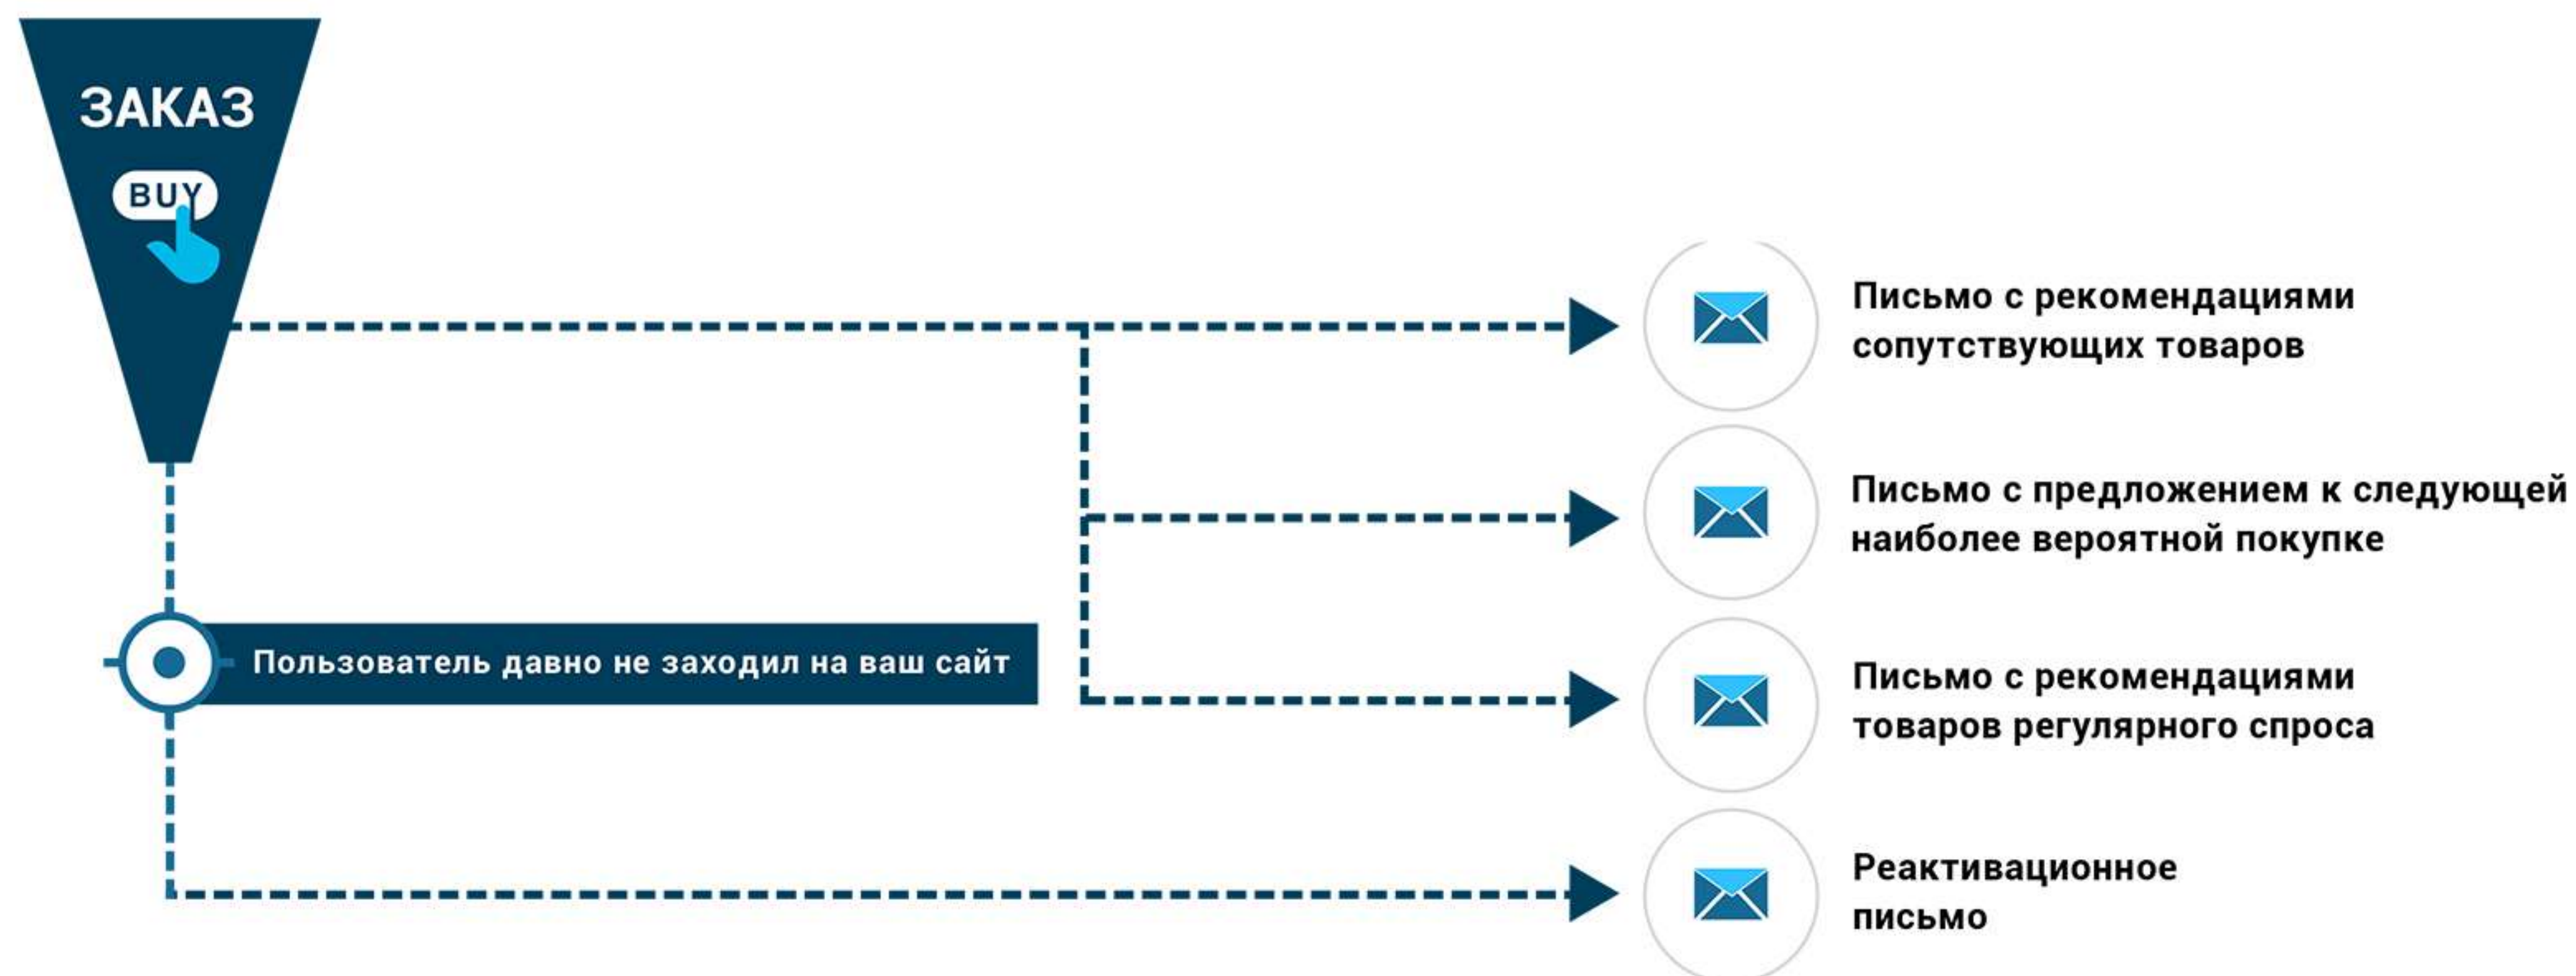 ЗАКАЗ
BUY
Письмо с рекомендациями
сопутствующих товаров
Письмо с предложением к следующей
наиболее вероятной покупке
Пользователь давно не заходил на ваш сайт
Письмо с рекомендациями
товаров регулярного спроса
Реактивационное
письмо